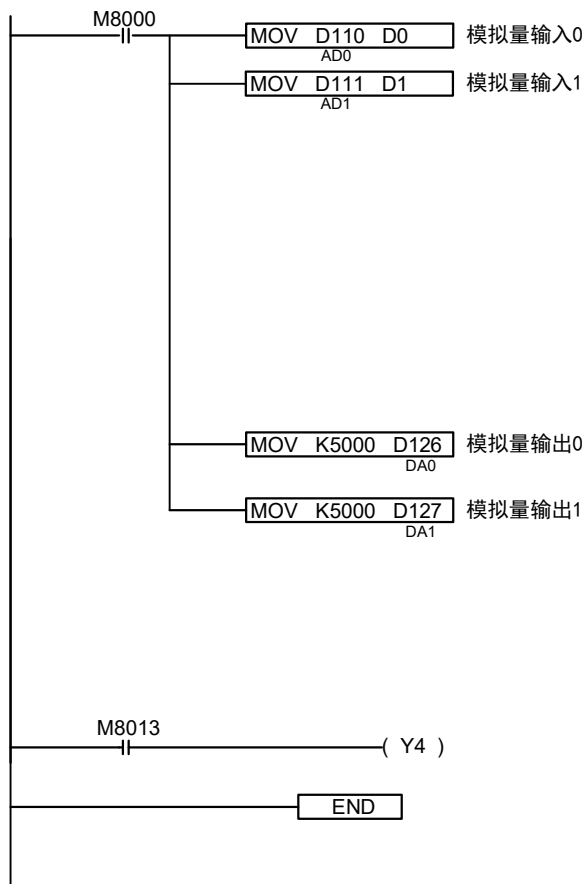 M8000
MOV D110 D0 模拟量输入0
AD0
MOV D111 D1 模拟量输入1
AD1
MOV K5000 D126 模拟量输出0
DA0
MOV K5000 D127 模拟量输出1
DA1
M8013
( Y4 )
END